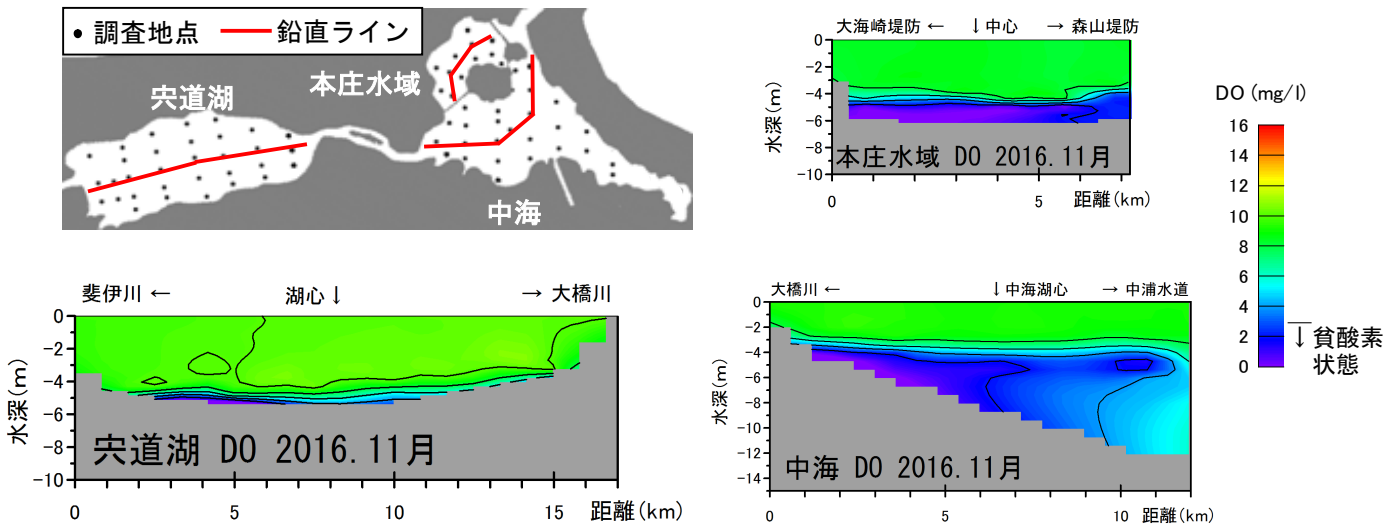 • 調査地点 ― 鉛直ライン
宍道湖
本庄水域
中海
大海崎堤防 ← ↓中心 → 森山堤防
0
-2
-4
-6
-8
-10
水深(m)
本庄水域 DO 2016.11月
0 5 距離(km)
DO (mg/l)
16
14
12
10
8
6
4
2
0
↓貧酸素
状態
斐伊川 ← 湖心↓ → 大橋川
0
-2
-4
-6
-8
-10
水深(m)
宍道湖 DO 2016.11月
0 5 10 15 距離(km)
大橋川 ← ↓中海湖心 → 中浦水道
0
-2
-4
-6
-8
-10
-12
-14
水深(m)
中海 DO 2016.11月
0 5 10 距離(km)